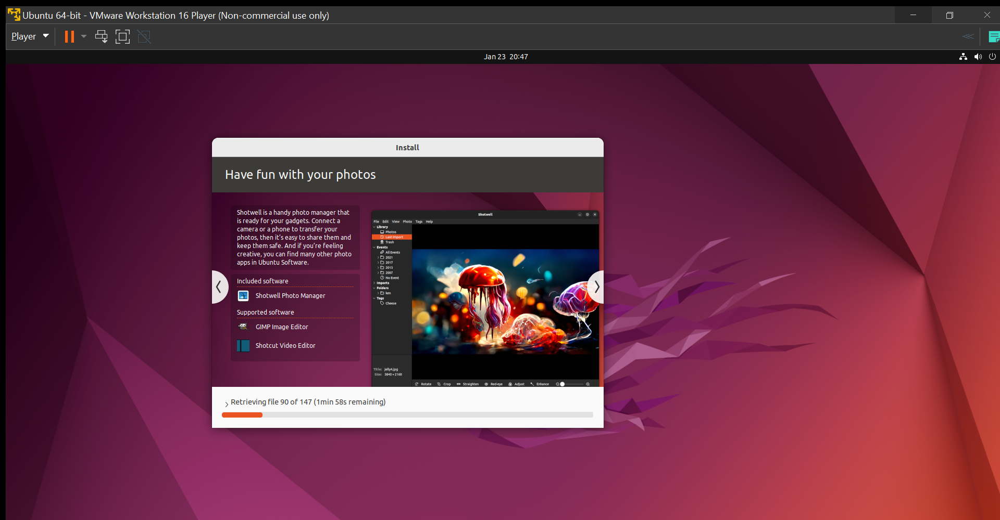 Ubuntu 64-bit - VMware Workstation 16 Player (Non-commercial use only)
Player
Jan 23 20:47
Install
Have fun with your photos
Shotwell is a handy photo manager that
is ready for your gadgets. Connect a
camera or a phone to transfer your
photos, then it's easy to share them and
keep them safe. And if you're feeling
creative, you can find many other photo
apps in Ubuntu Software.
Included software
Shotwell Photo Manager
Supported software
GIMP Image Editor
Shotcut Video Editor
Shotwell
File Edit View Photo Tags Help
Library
Photos
Last Import
Trash
Events
All Events
2021
2017
2013
2007
No Event
Imports
Folders
ken
Tags
Cheese
Title: jelly4.jpg
Size: 3840 × 2160
Rotate Crop Straighten Red-eye Adjust Enhance
Retrieving file 90 of 147 (1min 58s remaining)